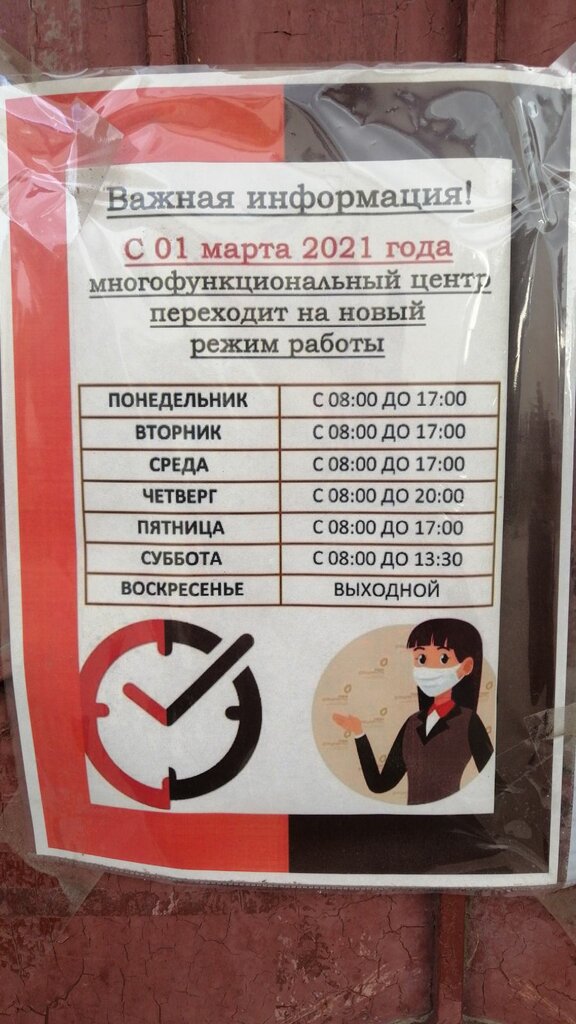 Важная информация!
С 01 марта 2021 года
многофункциональный центр
переходит на новый
режим работы
ПОНЕДЕЛЬНИК С 08:00 ДО 17:00
ВТОРНИК С 08:00 ДО 17:00
СРЕДА С 08:00 ДО 17:00
ЧЕТВЕРГ С 08:00 ДО 20:00
ПЯТНИЦА С 08:00 ДО 17:00
СУББОТА С 08:00 ДО 13:30
ВОСКРЕСЕНЬЕ ВЫХОДНОЙ